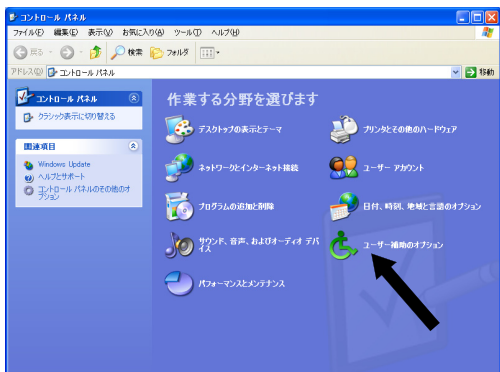 コントロール パネル
ファイル(F) 編集(E) 表示(V) お気に入り(A) ツール(T) ヘルプ(H)
戻る 検索 フォルダ
アドレス(D) コントロール パネル 移動
コントロール パネル
クラシック表示に切り替える
関連項目
Windows Update
ヘルプとサポート
コントロール パネルのその他のオプション
作業する分野を選びます
デスクトップの表示とテーマ
プリンタとその他のハードウェア
ネットワークとインターネット接続
ユーザー アカウント
プログラムの追加と削除
日付、時刻、地域と言語のオプション
サウンド、音声、およびオーディオ デバ
イス
ユーザー補助のオプション
パフォーマンスとメンテナンス